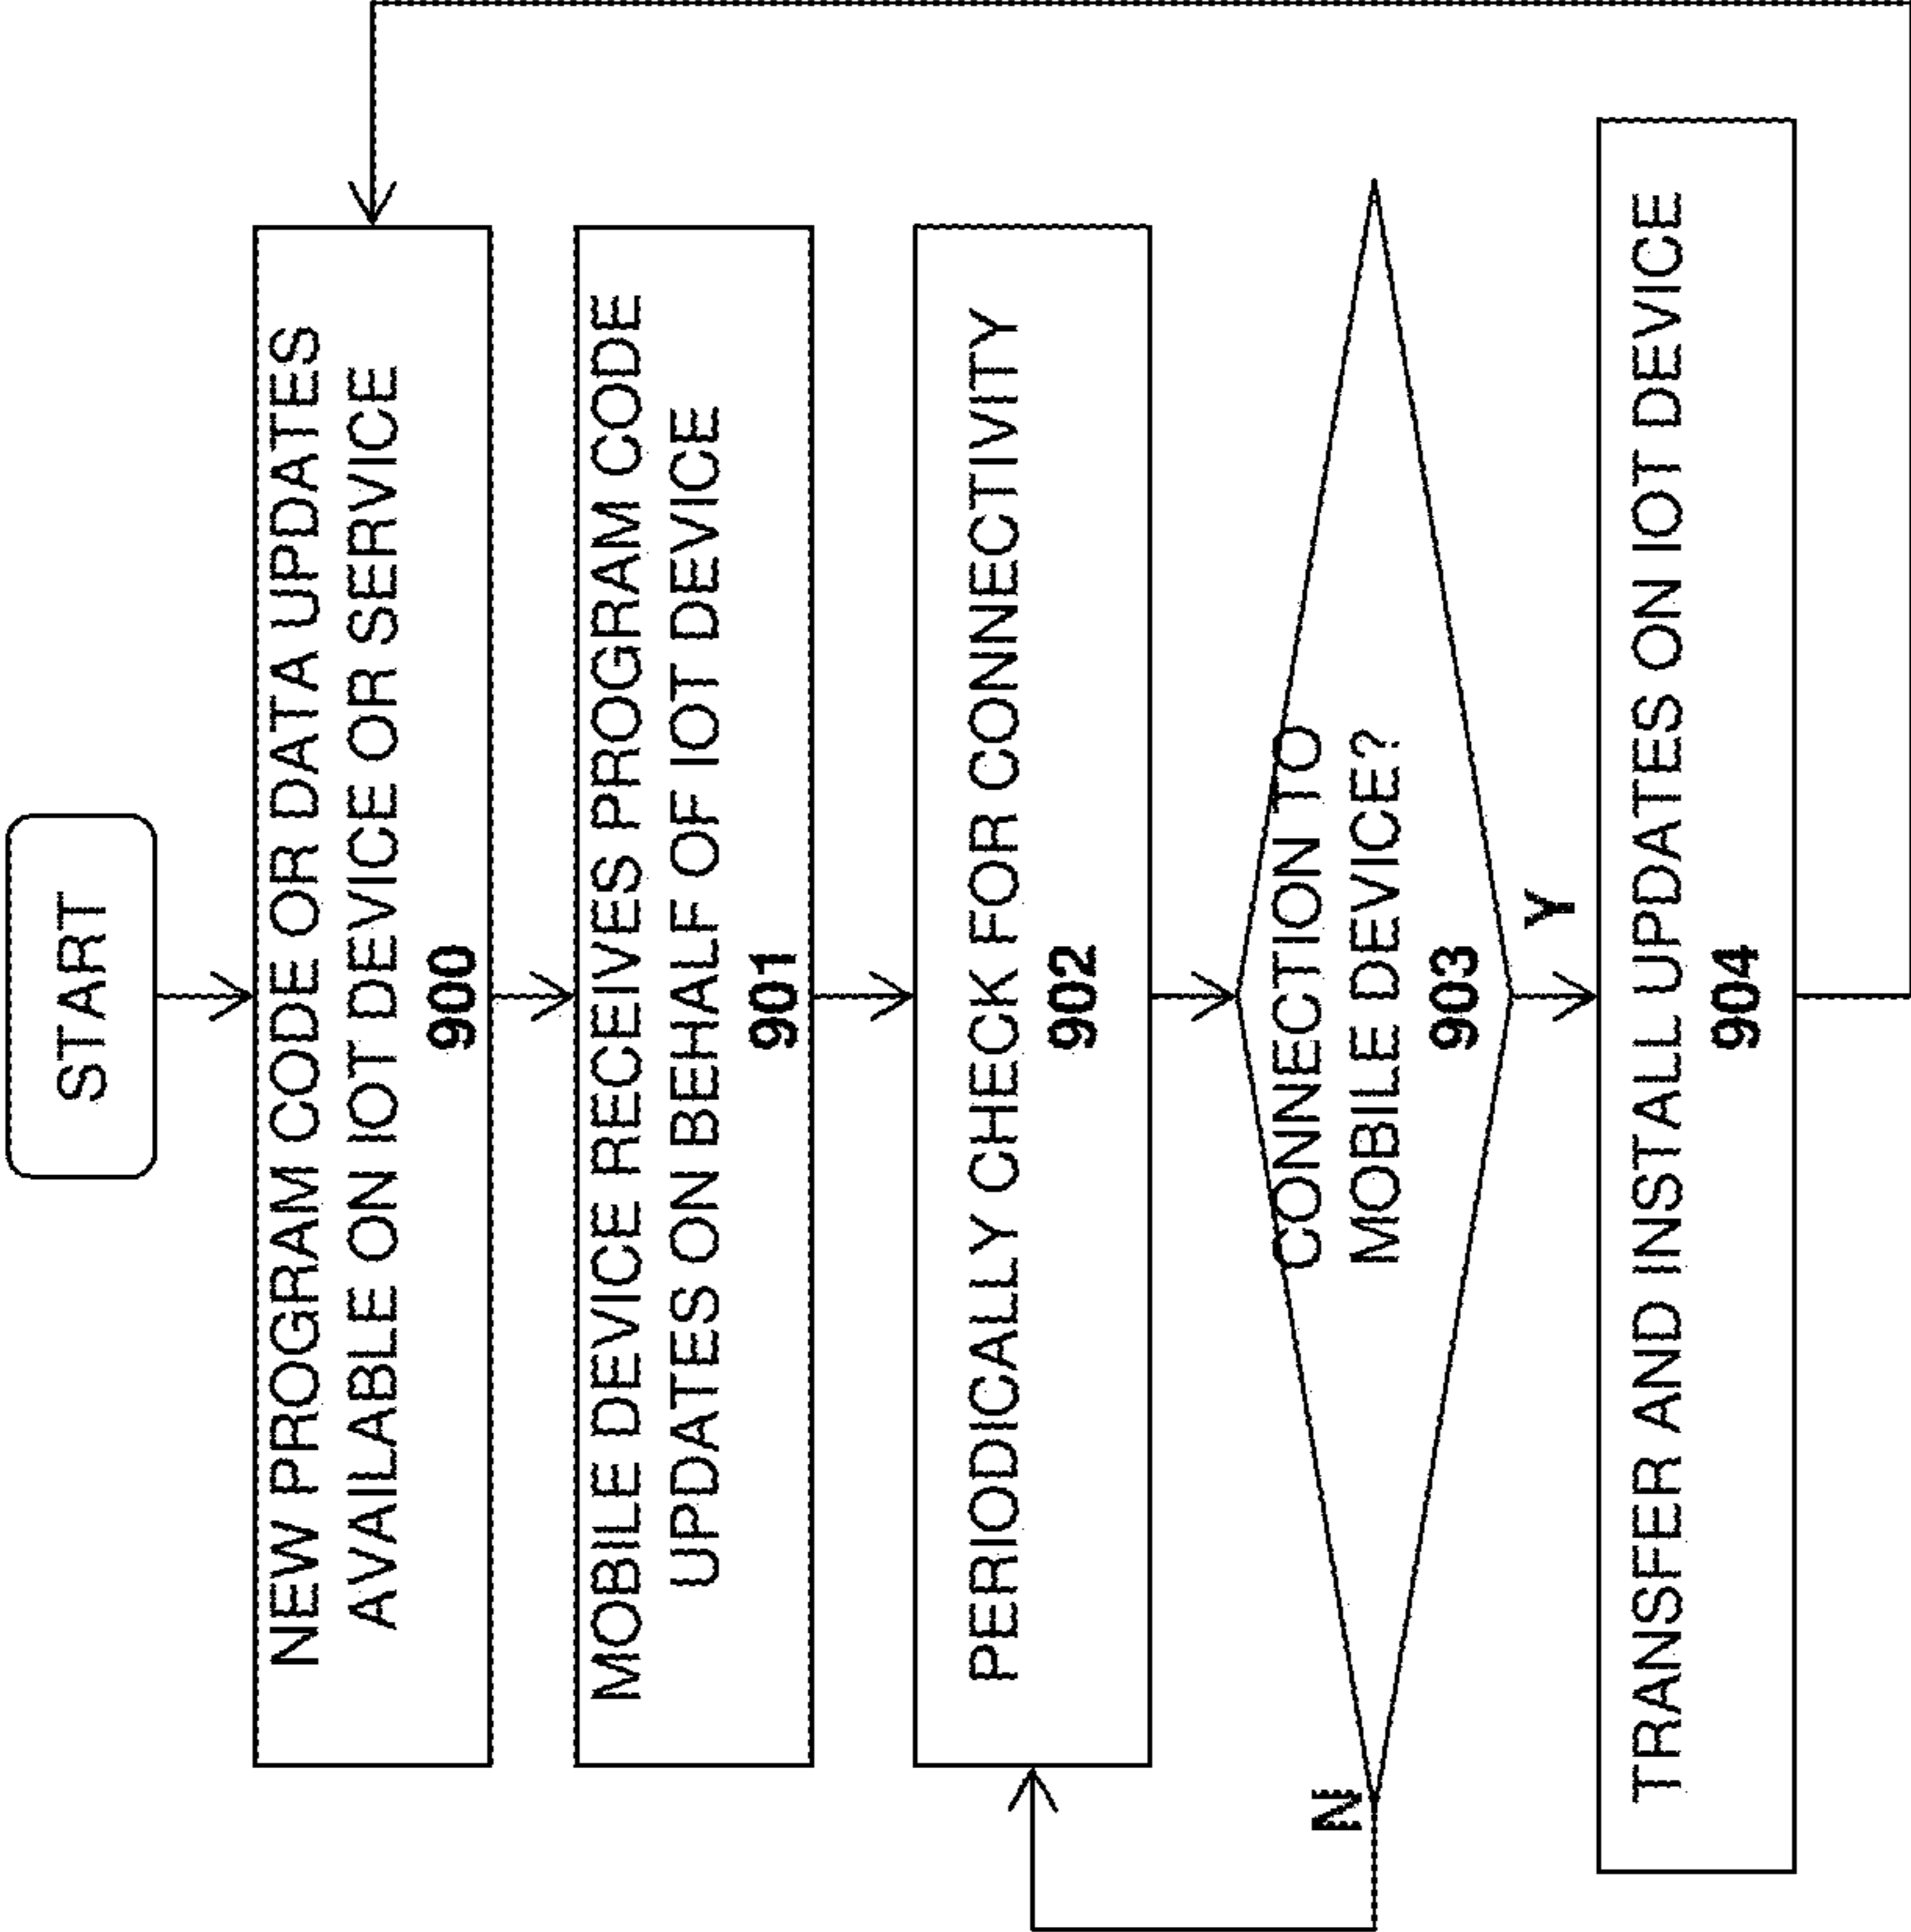 START
NEW PROGRAM CODE OR DATA UPDATES
AVAILABLE ON IOT DEVICE OR SERVICE
900
MOBILE DEVICE RECEIVES PROGRAM CODE
UPDATES ON BEHALF OF IOT DEVICE
901
PERIODICALLY CHECK FOR CONNECTIVITY
902
CONNECTION TO
MOBILE DEVICE?
903
N
Y
TRANSFER AND INSTALL UPDATES ON IOT DEVICE
904